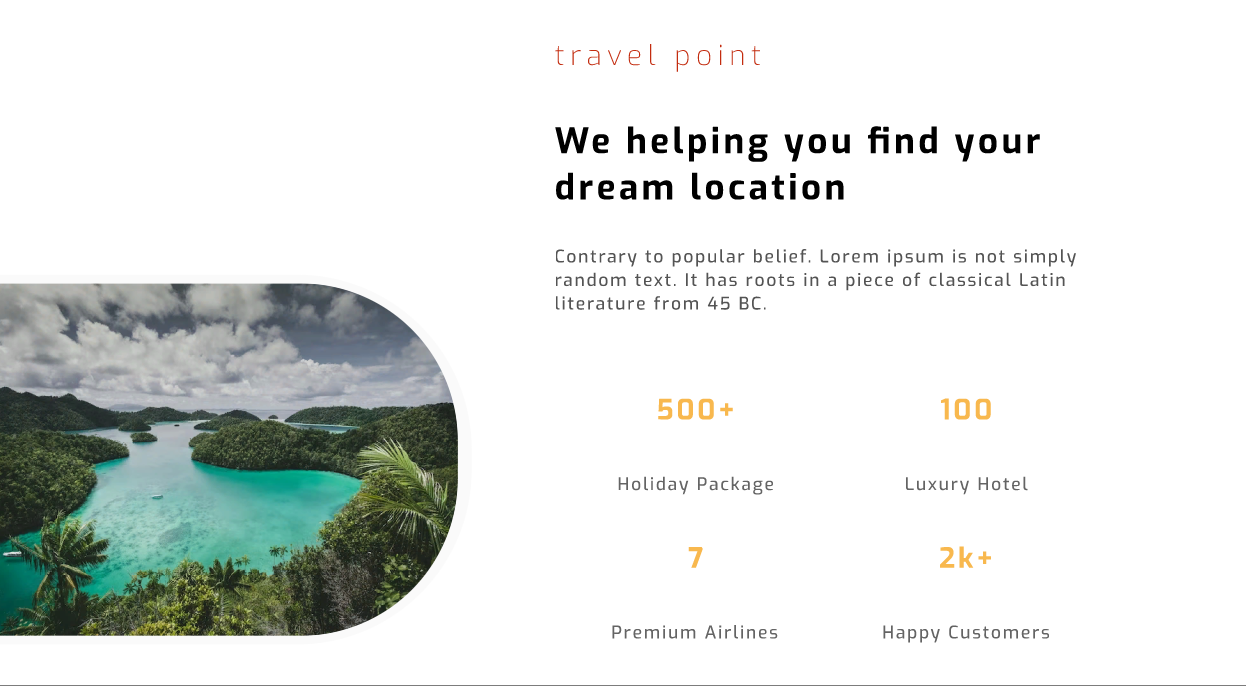 travel point
We helping you find your
dream location
Contrary to popular belief. Lorem ipsum is not simply
random text. It has roots in a piece of classical Latin
literature from 45 BC.
500+
100
Holiday Package
Luxury Hotel
7
2k+
Premium Airlines
Happy Customers